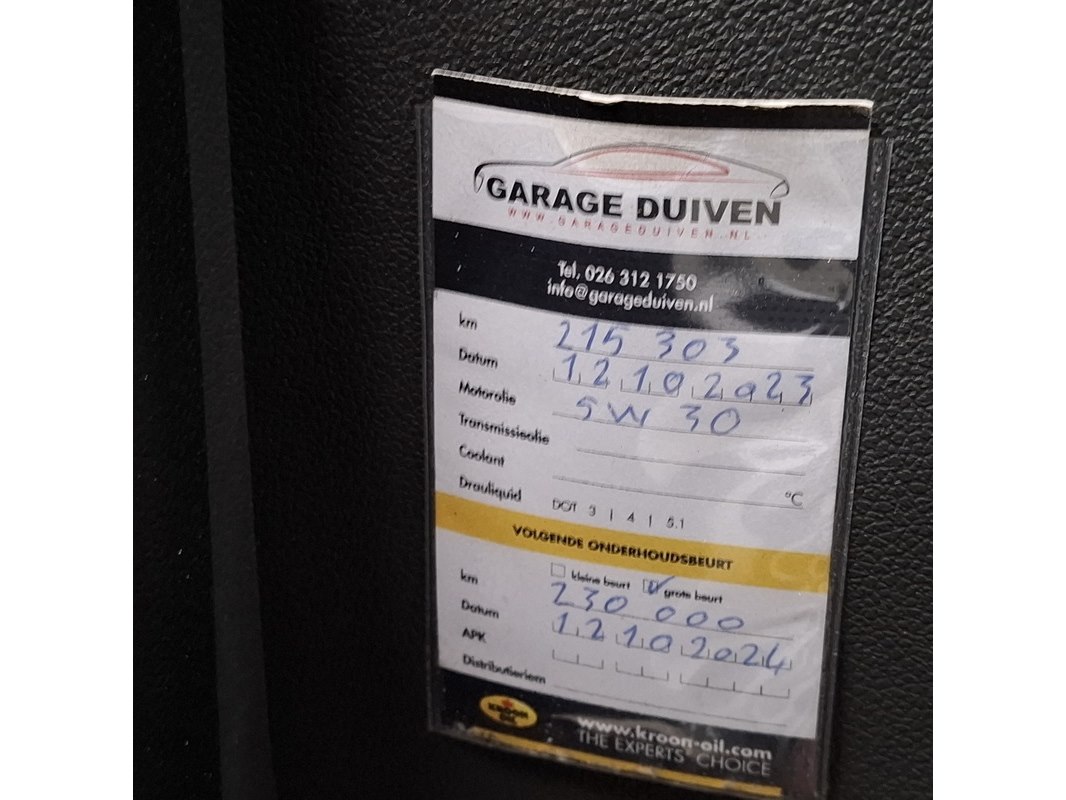 GARAGE DUIVEN
WWW.GARAGEDUIVEN.NL
Tel. 026 312 1750
info@garageduiven.nl
km 215 303
Datum 12 10 2023
Motorolie 5W 30
Transmissieolie
Coolant °C
Drauliquid DOT 3 | 4 | 5.1
VOLGENDE ONDERHOUDSBEURT
kleine beurt grote beurt
km 230 000
Datum 12 10 2024
APK
Distributieriem
KROON OIL
www.kroon-oil.com
THE EXPERTS' CHOICE